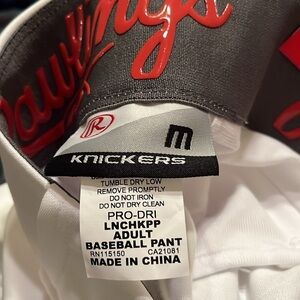 Rawlings
R
m
KNICKERS
TUMBLE DRY LOW
REMOVE PROMPTLY
DO NOT IRON
DO NOT DRY CLEAN
PRO-DRI
LNCHKPP
ADULT
BASEBALL PANT
RN115150 CA21081
MADE IN CHINA